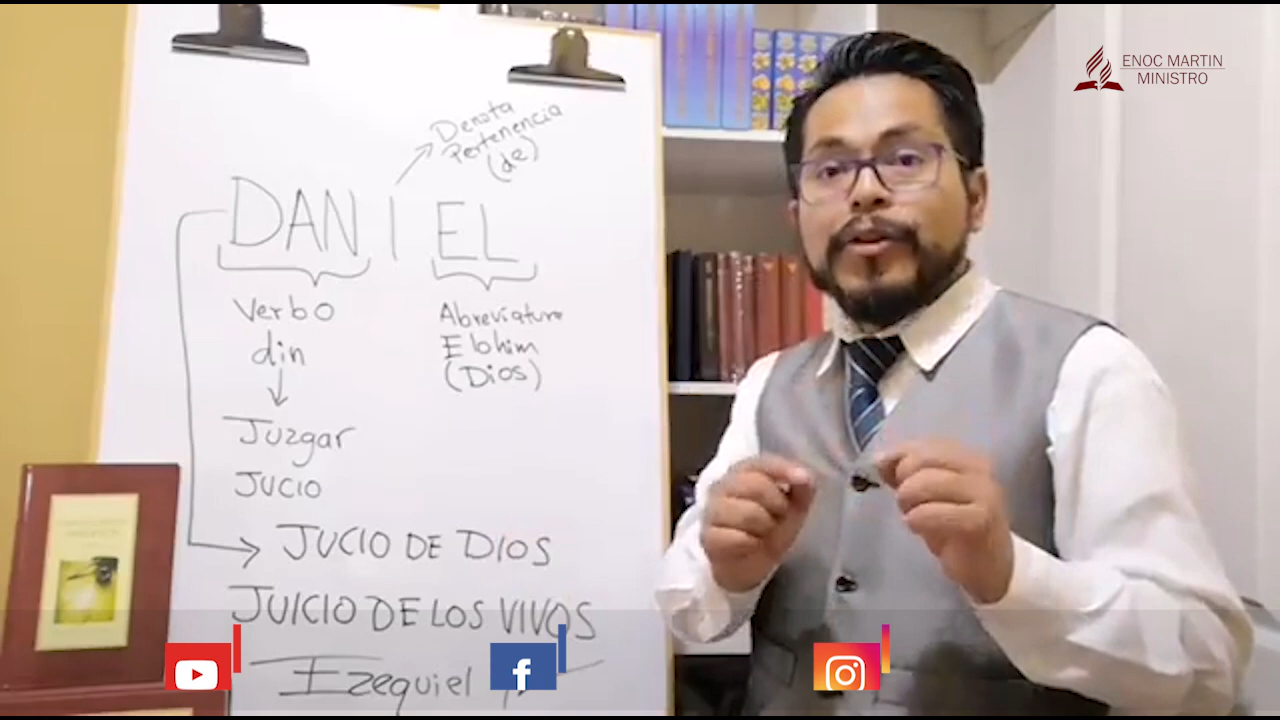 ENOC MARTIN
MINISTRO
Denota
Pertenencia
(de)
DAN I EL
Verbo
din
Juzgar
JUCIO
Abreviatura
Elohim
(Dios)
JUCIO DE DIOS
JUICIO DE LOS VIVOS
Ezequiel